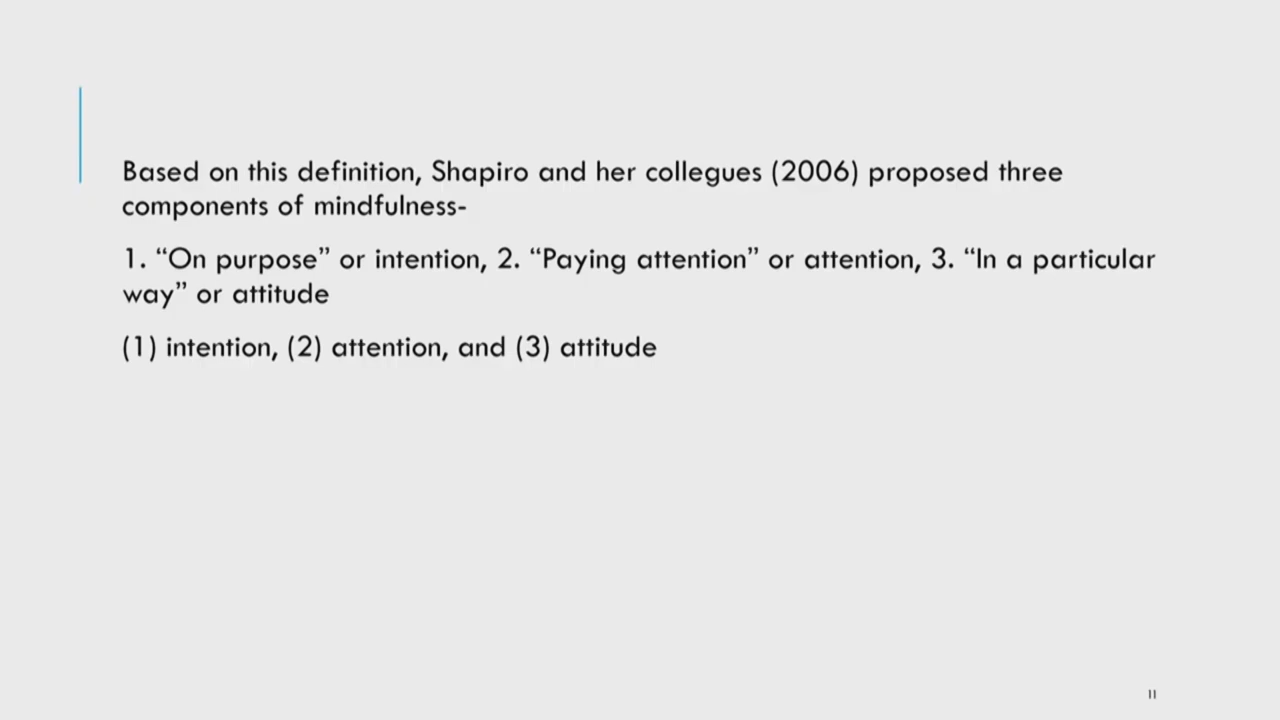 Based on this definition, Shapiro and her collegues (2006) proposed three
components of mindfulness-
1. “On purpose” or intention, 2. “Paying attention” or attention, 3. “In a particular
way” or attitude
(1) intention, (2) attention, and (3) attitude
11